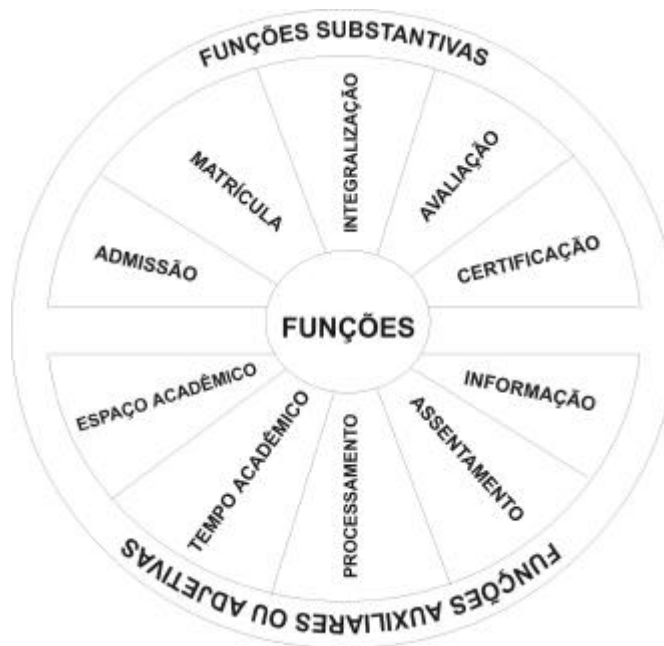 FUNÇÕES SUBSTANTIVAS
ADMISSÃO
MATRÍCULA
INTEGRALIZAÇÃO
AVALIAÇÃO
CERTIFICAÇÃO
FUNÇÕES
ESPAÇO ACADÊMICO
TEMPO ACADÊMICO
PROCESSAMENTO
ASSENTAMENTO
INFORMAÇÃO
FUNÇÕES AUXILIARES OU ADJETIVAS